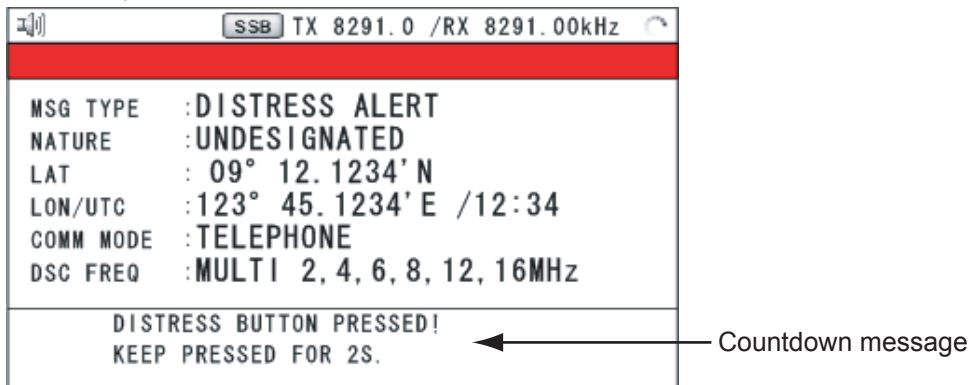 SSB TX 8291.0 /RX 8291.00kHz
MSG TYPE :DISTRESS ALERT
NATURE :UNDESIGNATED
LAT : 09° 12.1234'N
LON/UTC :123° 45.1234'E /12:34
COMM MODE :TELEPHONE
DSC FREQ :MULTI 2,4,6,8,12,16MHz
DISTRESS BUTTON PRESSED!
KEEP PRESSED FOR 2S.
Countdown message